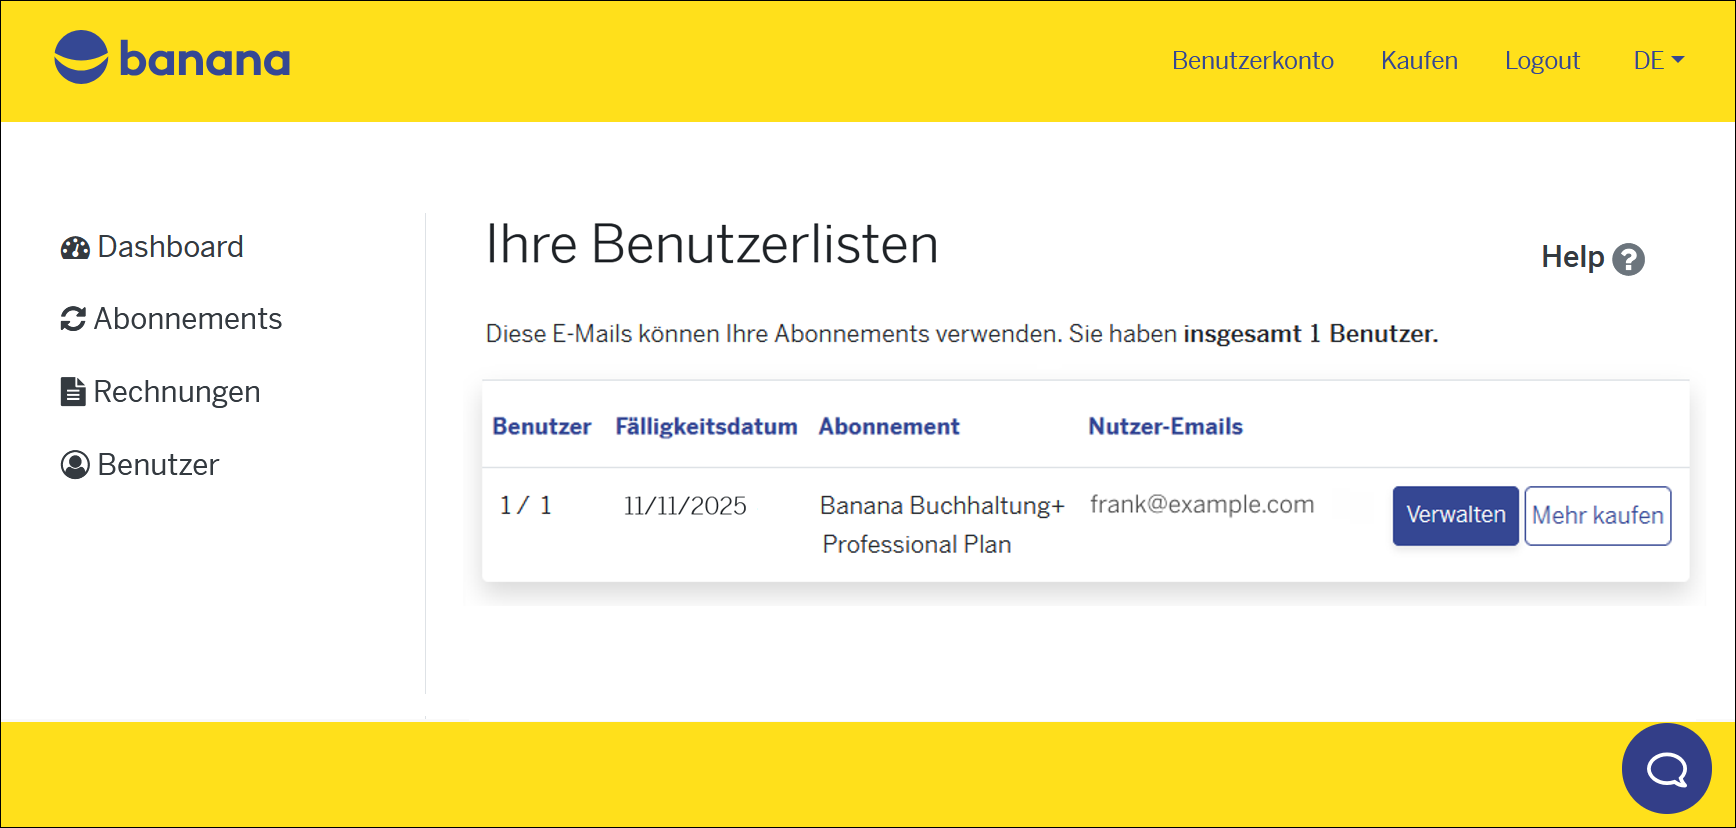 banana
Benutzerkonto Kaufen Logout DE
Dashboard
Abonnements
Rechnungen
Benutzer
Ihre Benutzerlisten
Help ?
Diese E-Mails können Ihre Abonnements verwenden. Sie haben insgesamt 1 Benutzer.
Benutzer Fälligkeitsdatum Abonnement Nutzer-Emails
1 / 1 11/11/2025 Banana Buchhaltung+ frank@example.com Verwalten Mehr kaufen
Professional Plan